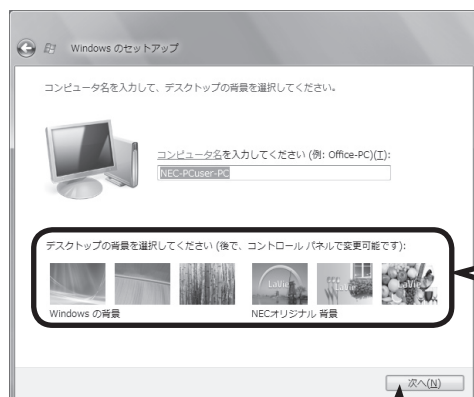 Windows のセットアップ
コンピュータ名を入力して、デスクトップの背景を選択してください。
コンピュータ名を入力してください (例: Office-PC)(T):
NEC-PCuser-PC
デスクトップの背景を選択してください (後で、コントロール パネルで変更可能です):
LaVie LaVie LaVie
Windows の背景 NECオリジナル 背景
次へ(N)